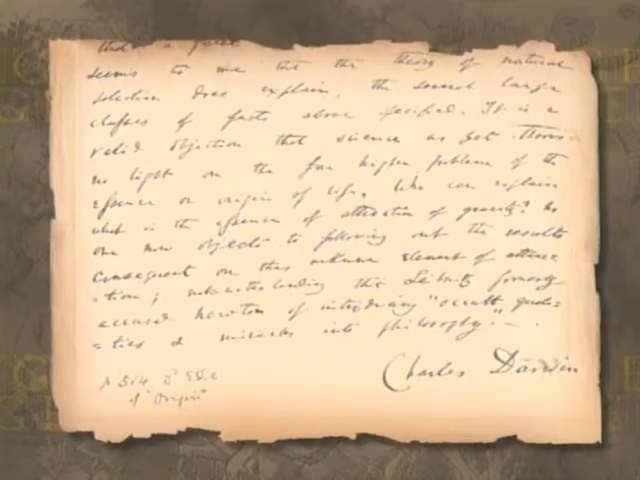 that a false
seems to me that the theory of natural
selection does explain, the several large
classes of facts above specified. It is
valid objection that science as yet throws
no light on the far higher problem of the
essence or origin of life. Who can explain
what is the essence of attraction of gravity? No
one now objects to following out the results
consequent on this unknown element of attrac
-tion; notwithstanding that Leibnitz formerly
accused Newton of introducing "occult quali=
=ties & miracles into philosophy."—
Charles Darwin
p 514
of "Origin"